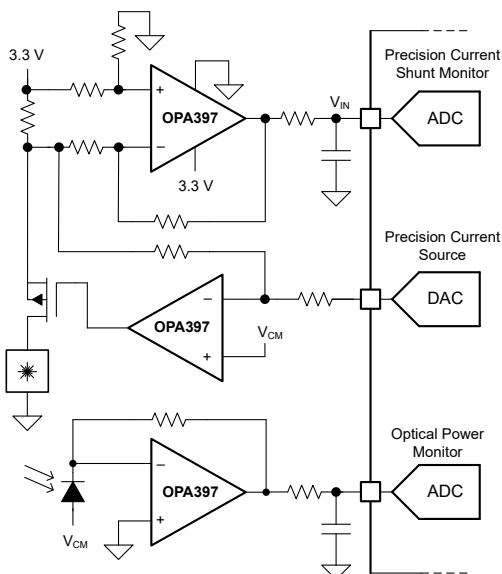 3.3 V
+
OPA397
−
3.3 V
V_IN
Precision Current
Shunt Monitor
ADC
Precision Current
Source
DAC
−
OPA397
+
V_CM
Optical Power
Monitor
ADC
−
OPA397
+
V_CM